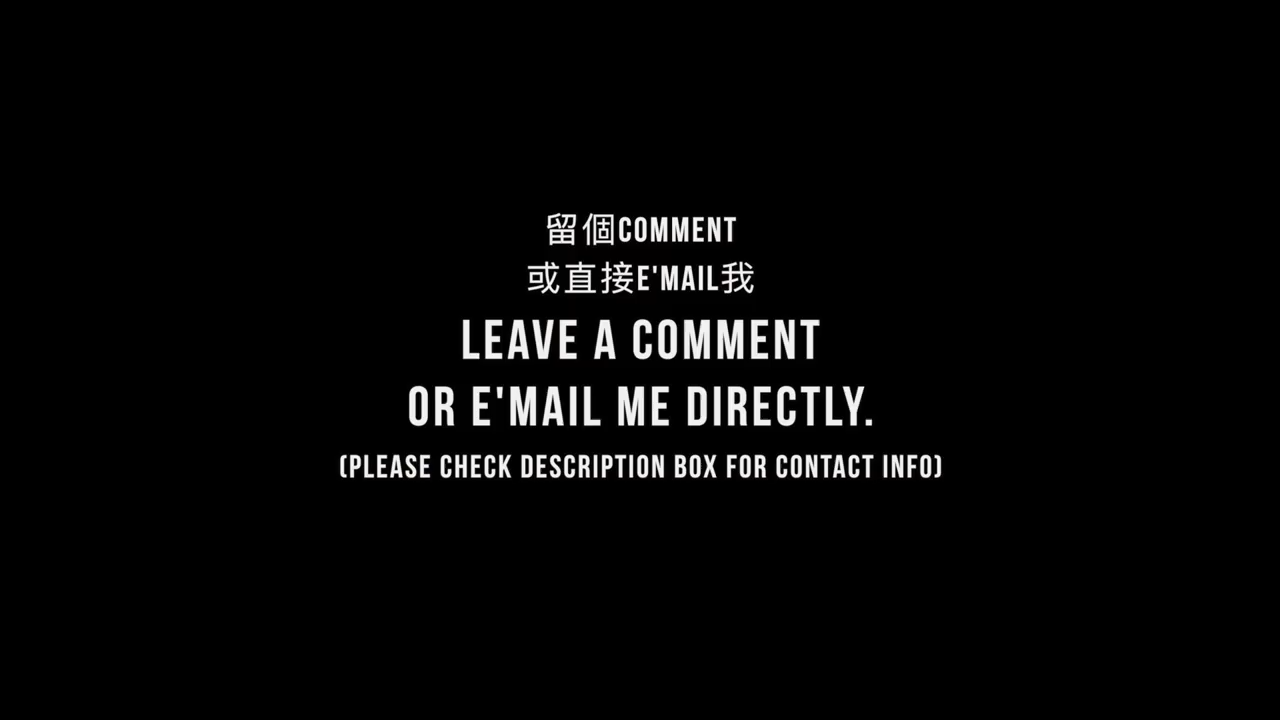 留個COMMENT
或直接E'MAIL我
LEAVE A COMMENT
OR E'MAIL ME DIRECTLY.
(PLEASE CHECK DESCRIPTION BOX FOR CONTACT INFO)